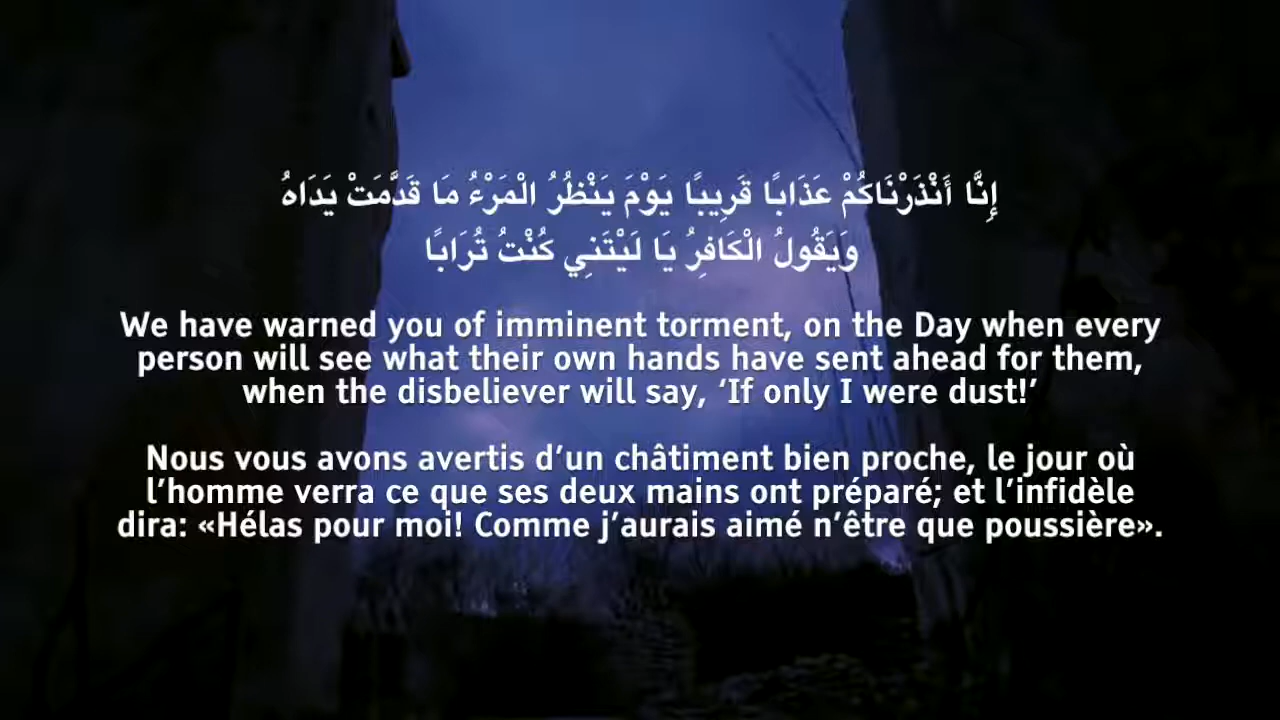 إِنَّا أَنْذَرْنَاكُمْ عَذَابًا قَرِيبًا يَوْمَ يَنْظُرُ الْمَرْءُ مَا قَدَّمَتْ يَدَاهُ
وَيَقُولُ الْكَافِرُ يَا لَيْتَنِي كُنْتُ تُرَابًا
We have warned you of imminent torment, on the Day when every
person will see what their own hands have sent ahead for them,
when the disbeliever will say, ‘If only I were dust!’
Nous vous avons avertis d’un châtiment bien proche, le jour où
l’homme verra ce que ses deux mains ont préparé; et l’infidèle
dira: «Hélas pour moi! Comme j’aurais aimé n’être que poussière».